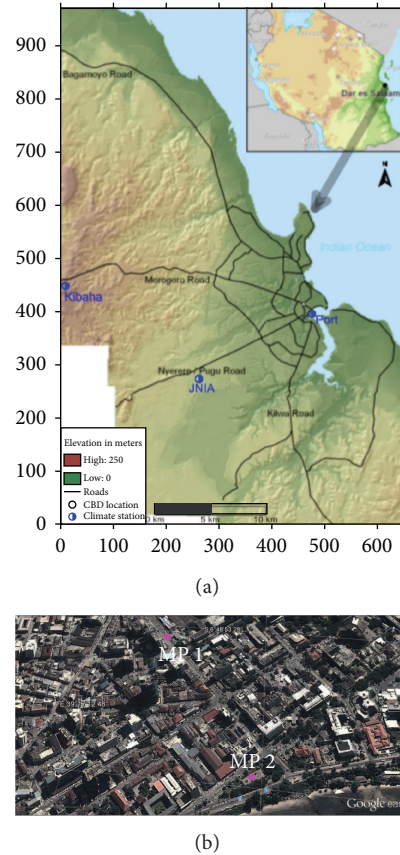 900
800
700
600
500
400
300
200
100
0
0 100 200 300 400 500 600
Bagamoyo Road
Dar es Salaam
N
Indian Ocean
Morogoro Road
Kibaha
Port
Nyerere / Pugu Road
JNIA
Kilwa Road
Elevation in meters
High: 250
Low: 0
Roads
CBD location
Climate station
0 km 5 km 10 km
(a)
MP 1
MP 2
Google
(b)